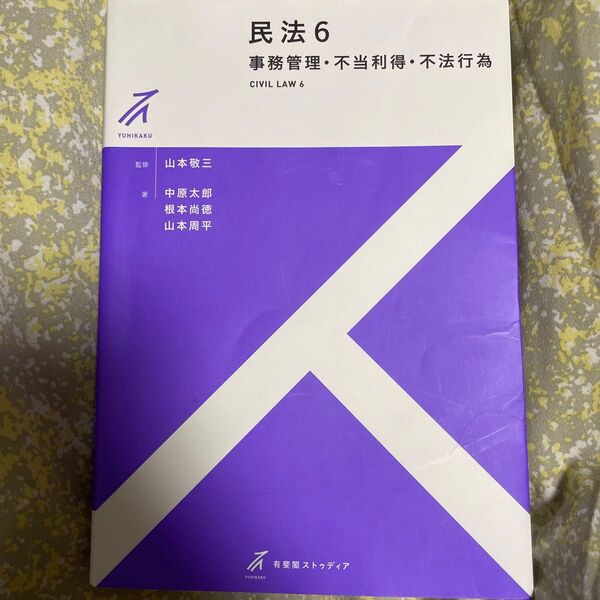 民法6
事務管理・不当利得・不法行為
CIVIL LAW 6
YUHIKAKU
監修 山本敬三
著 中原太郎
根本尚徳
山本周平
YUHIKAKU
有斐閣ストゥディア